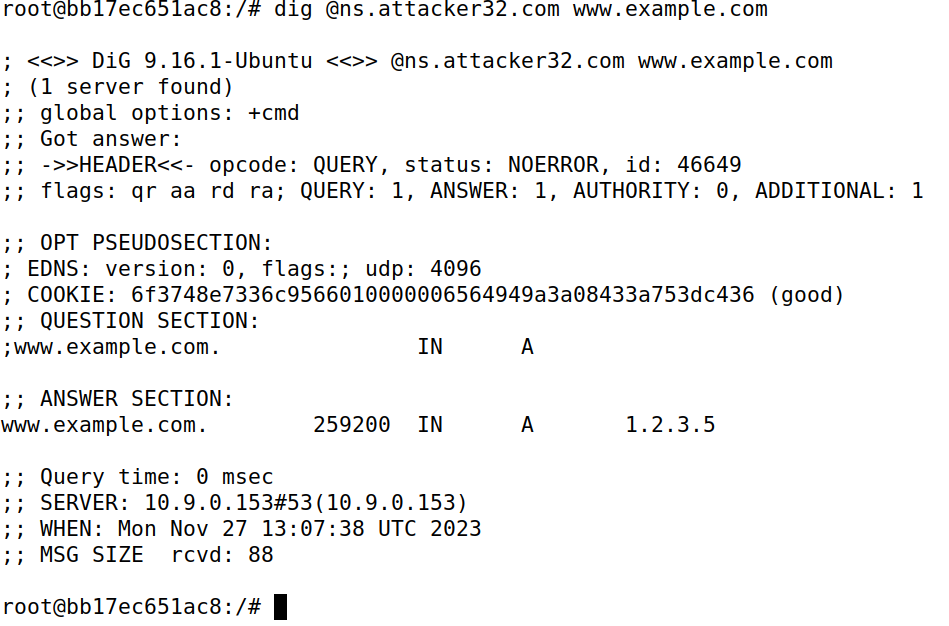 root@bb17ec651ac8:/# dig @ns.attacker32.com www.example.com
; <<>> DiG 9.16.1-Ubuntu <<>> @ns.attacker32.com www.example.com
; (1 server found)
;; global options: +cmd
;; Got answer:
;; ->>HEADER<<- opcode: QUERY, status: NOERROR, id: 46649
;; flags: qr aa rd ra; QUERY: 1, ANSWER: 1, AUTHORITY: 0, ADDITIONAL: 1
;; OPT PSEUDOSECTION:
; EDNS: version: 0, flags:; udp: 4096
; COOKIE: 6f3748e7336c9566010000006564949a3a08433a753dc436 (good)
;; QUESTION SECTION:
;www.example.com. IN A
;; ANSWER SECTION:
www.example.com. 259200 IN A 1.2.3.5
;; Query time: 0 msec
;; SERVER: 10.9.0.153#53(10.9.0.153)
;; WHEN: Mon Nov 27 13:07:38 UTC 2023
;; MSG SIZE rcvd: 88
root@bb17ec651ac8:/#